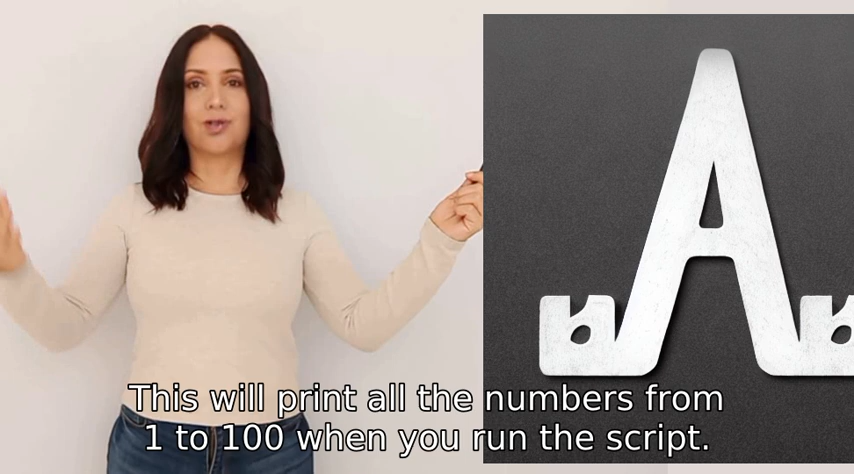 A
This will print all the numbers from
1 to 100 when you run the script.